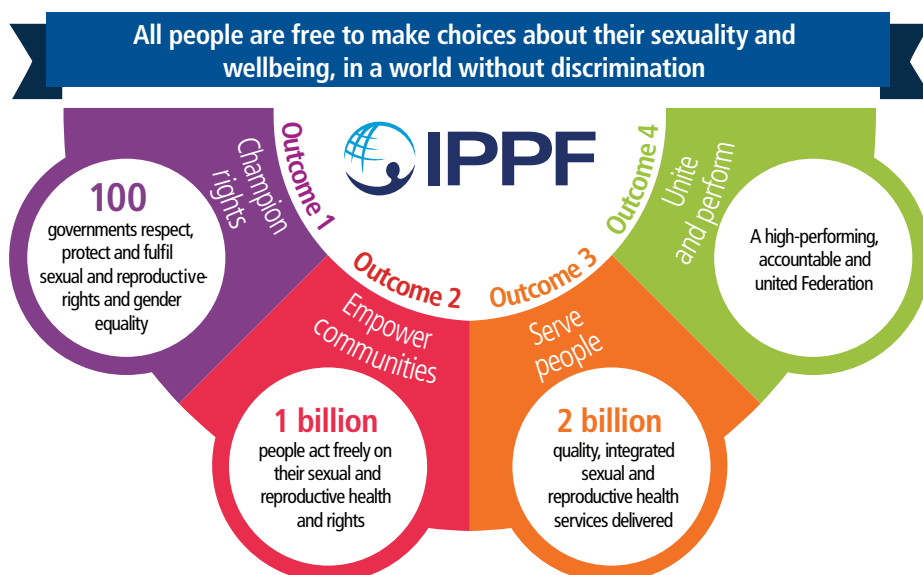 All people are free to make choices about their sexuality and
wellbeing, in a world without discrimination
IPPF
Outcome 1
Champion
rights
100
governments respect,
protect and fulfil
sexual and reproductive-
rights and gender
equality
Outcome 2
Empower
communities
1 billion
people act freely on
their sexual and
reproductive health
and rights
Outcome 3
Serve
people
2 billion
quality, integrated
sexual and
reproductive health
services delivered
Outcome 4
Unite
and perform
A high-performing,
accountable and
united Federation